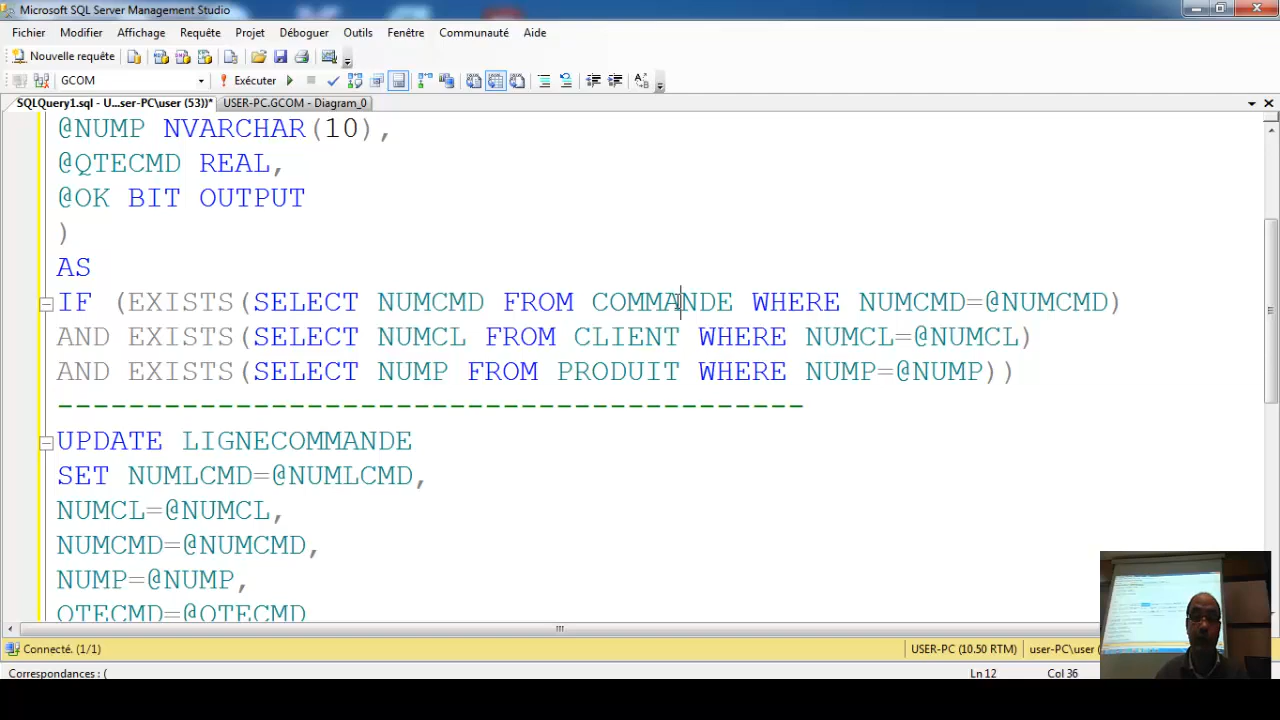 Microsoft SQL Server Management Studio
Fichier Modifier Affichage Requête Projet Déboguer Outils Fenêtre Communauté Aide
Nouvelle requête
GCOM Exécuter
SQLQuery1.sql - U...ser-PC\user (53))* USER-PC.GCOM - Diagram_0
@NUMP NVARCHAR(10),
@QTECMD REAL,
@OK BIT OUTPUT
)
AS
IF (EXISTS(SELECT NUMCMD FROM COMMANDE WHERE NUMCMD=@NUMCMD)
AND EXISTS(SELECT NUMCL FROM CLIENT WHERE NUMCL=@NUMCL)
AND EXISTS(SELECT NUMP FROM PRODUIT WHERE NUMP=@NUMP))
------------------------------------------
UPDATE LIGNECOMMANDE
SET NUMLCMD=@NUMLCMD,
NUMCL=@NUMCL,
NUMCMD=@NUMCMD,
NUMP=@NUMP,
QTECMD=@QTECMD
Connecté. (1/1) USER-PC (10.50 RTM) user-PC\user (
Correspondances : ( Ln 12 Col 36